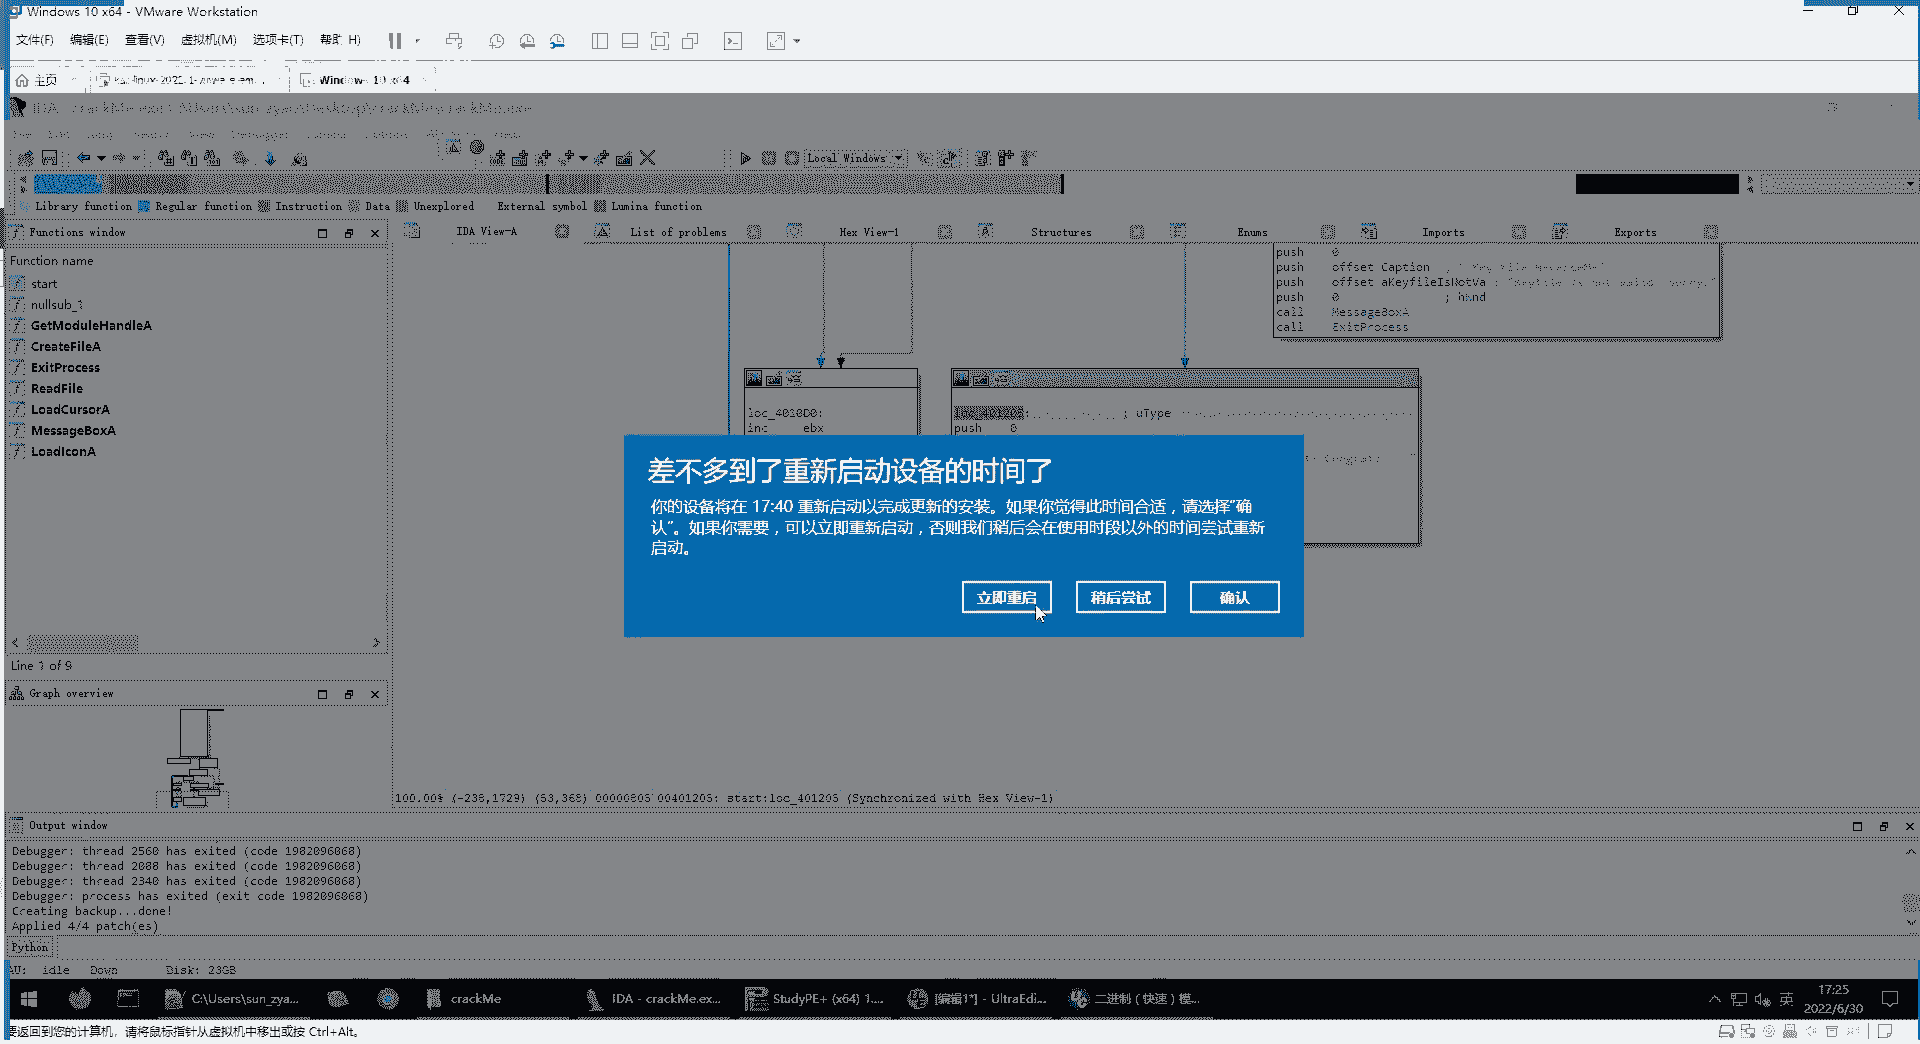 Windows 10 x64 - VMware Workstation
文件(F) 编辑(E) 查看(V) 虚拟机(M) 选项卡(T) 帮助 H)
主页 Windows 10 x64
Local Windows
Library function Regular function Instruction Data Unexplored External symbol Lumina function
Functions window
IDA View-A List of problems Hex View-1 Structures Enums Imports Exports
Function name
start
nullsub_1
GetModuleHandleA
CreateFileA
ExitProcess
ReadFile
LoadCursorA
MessageBoxA
LoadIconA
Line 1 of 9
Graph overview
push 0
push offset Caption
push offset aKeyfileIsNotVa
push 0 ; hWnd
call MessageBoxA
call ExitProcess
loc_4010D0:
inc ebx
loc_401205: ; uType
push 0
差不多到了重新启动设备的时间了
你的设备将在 17:40 重新启动以完成更新的安装。如果你觉得此时间合适，请选择"确
认"。如果你需要，可以立即重新启动，否则我们稍后会在使用时段以外的时间尝试重新
启动。
立即重启 稍后尝试 确认
100.00% (-238,1729) (53,368) 00000805 00401205: start:loc_401205 (Synchronized with Hex View-1)
Output window
Debugger: thread 2560 has exited (code 1982096068)
Debugger: thread 2088 has exited (code 1982096068)
Debugger: thread 2340 has exited (code 1982096068)
Debugger: process has exited (exit code 1982096068)
Creating backup...done!
Applied 4/4 patch(es)
Python
AU: idle Down Disk: 23GB
C:\Users\sun_zya... crackMe IDA - crackMe.ex... StudyPE+ (x64) 1.... [编辑1*] - UltraEdi... 二进制（快速）模...
英 17:25
2022/6/30
要返回到您的计算机，请将鼠标指针从虚拟机中移出或按 Ctrl+Alt。